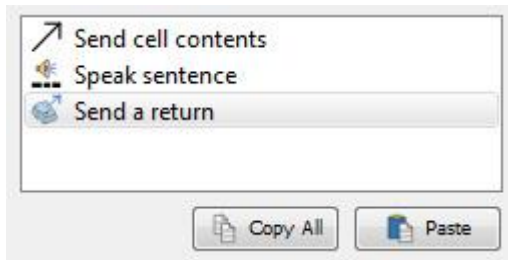 Send cell contents
Speak sentence
Send a return
Copy All
Paste